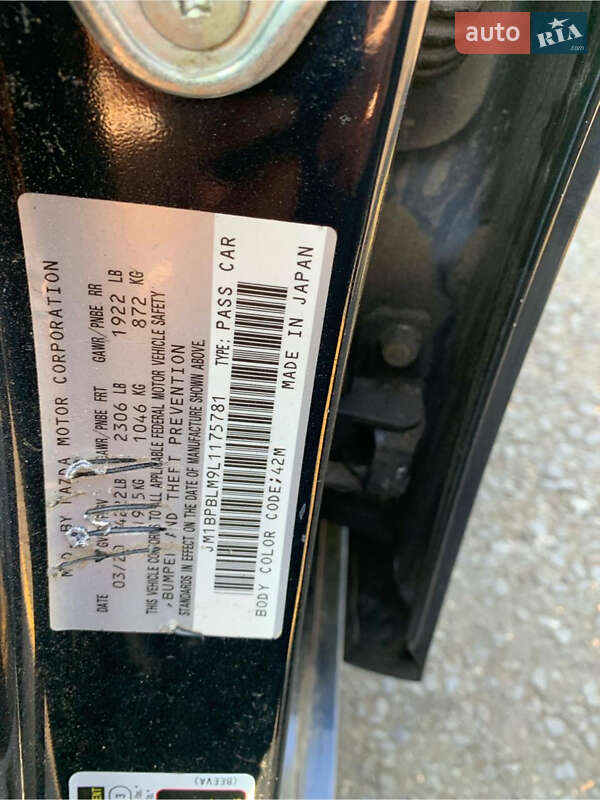 auto RIA .com
MAZDA MOTOR CORPORATION
DATE GAWR/PNBE FRT GAWR/PNBE RR
2306 LB 1922 LB
1046 KG 872 KG
THIS VEHICLE CONFORMS TO ALL APPLICABLE FEDERAL MOTOR VEHICLE SAFETY
AND THEFT PREVENTION
STANDARDS IN EFFECT ON THE DATE OF MANUFACTURE SHOWN ABOVE.
JM1BPBLM9L1175781 TYPE: PASS CAR
BODY COLOR CODE;42M MADE IN JAPAN
(BEEVA)